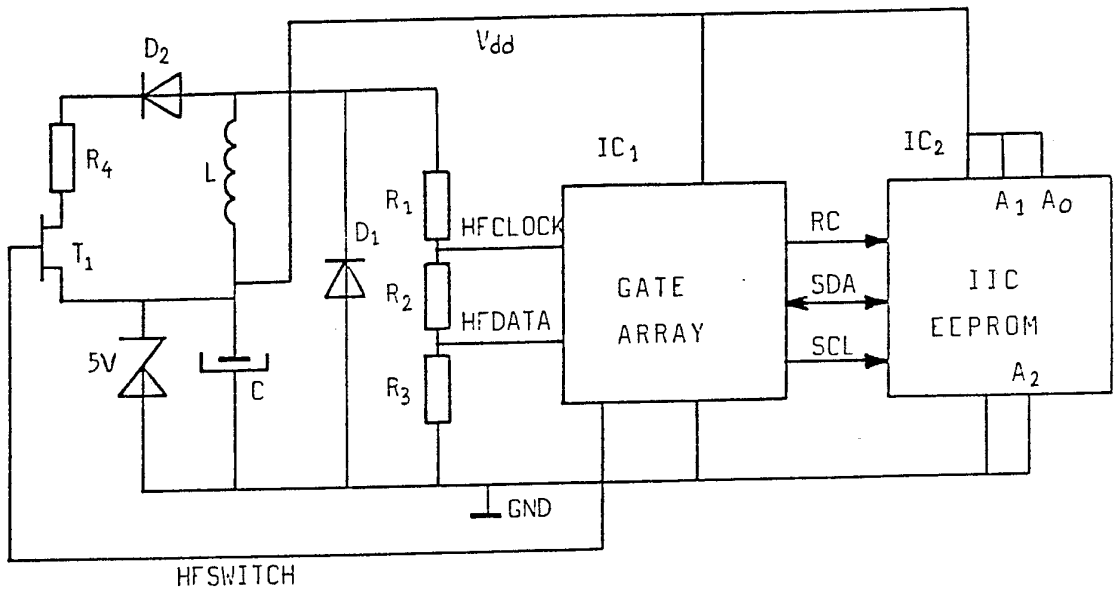 Vdd
D2
IC1
IC2
R4
L
A1 A0
R1
T1
D1
HFCLOCK
RC
R2
GATE
ARRAY
SDA
IIC
EEPROM
HFDATA
5V
SCL
C
R3
A2
GND
HFSWITCH